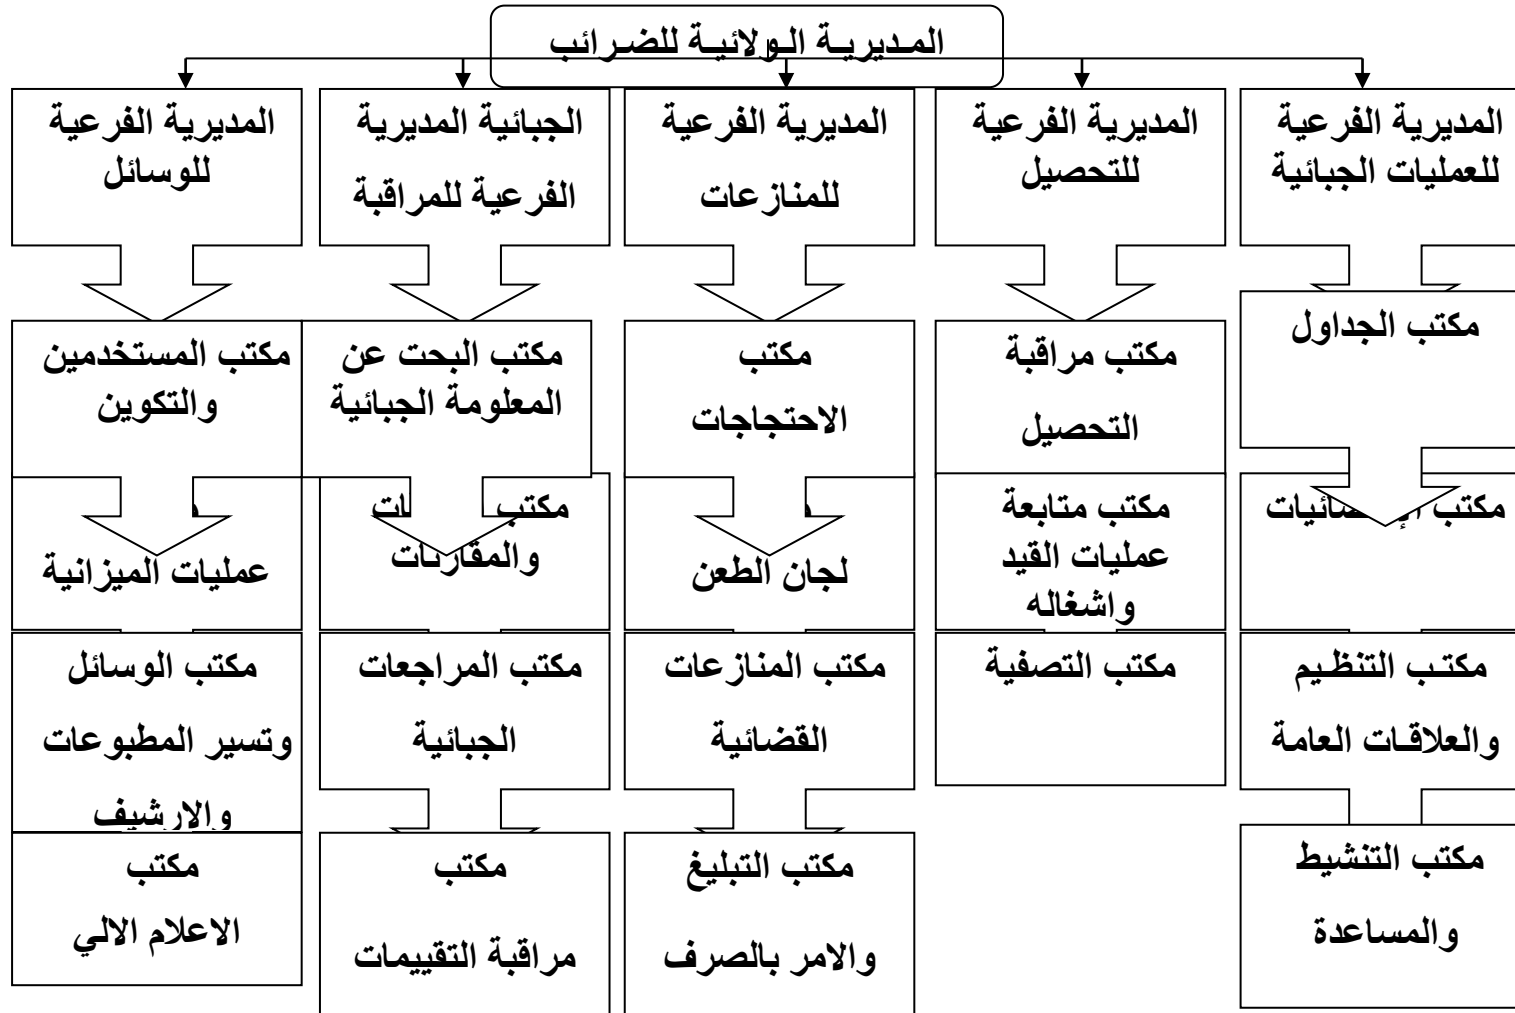 المديرية الولائية للضرائب
المديرية الفرعية
للعمليات الجبائية
مكتب الجداول
مكتب
مكتب التنظيم
والعلاقات العامة
مكتب التنشيط
والمساعدة
المديرية الفرعية
للتحصيل
مكتب مراقبة
التحصيل
مكتب متابعة
عمليات القيد
واشغاله
مكتب التصفية
المديرية الفرعية
للمنازعات
مكتب
الاحتجاجات
لجان الطعن
مكتب المنازعات
القضائية
مكتب التبليغ
والامر بالصرف
الجبائية المديرية
الفرعية للمراقبة
مكتب البحت عن
المعلومة الجبائية
مكتب
والمقارنات
مكتب المراجعات
الجبائية
مكتب
مراقبة التقييمات
المديرية الفرعية
للوسائل
مكتب المستخدمين
والتكوين
عمليات الميزانية
مكتب الوسائل
وتسير المطبوعات
والارشيف
مكتب
الاعلام الالي